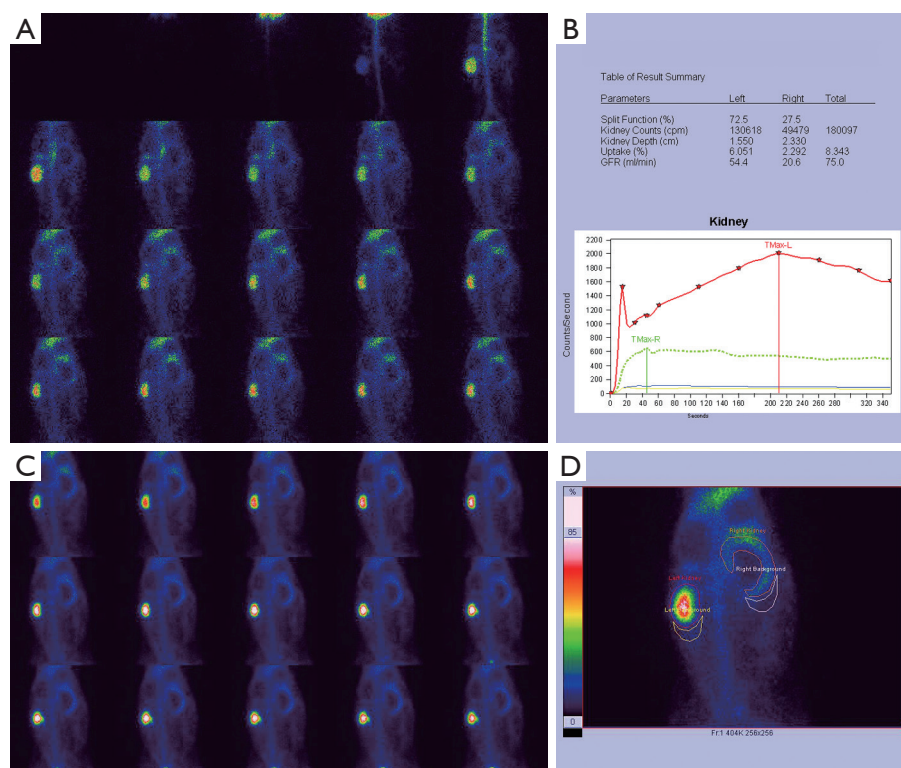 A
B
Table of Result Summary
Parameters Left Right Total
Split Function (%) 72.5 27.5
Kidney Counts (cpm) 130618 49479 180097
Kidney Depth (cm) 1.550 2.330
Uptake (%) 6.051 2.292 8.343
GFR (ml/min) 54.4 20.6 75.0
Kidney
TMax-L
TMax-R
Counts/Second
2200
2000
1800
1600
1400
1200
1000
800
600
400
200
0
0 20 40 60 80 100 120 140 160 200 220 240 260 280 300 340
Seconds
C
D
%
85
0
Right Kidney
Right Background
Left Kidney
Left Background
Fr:1 404K 256x256